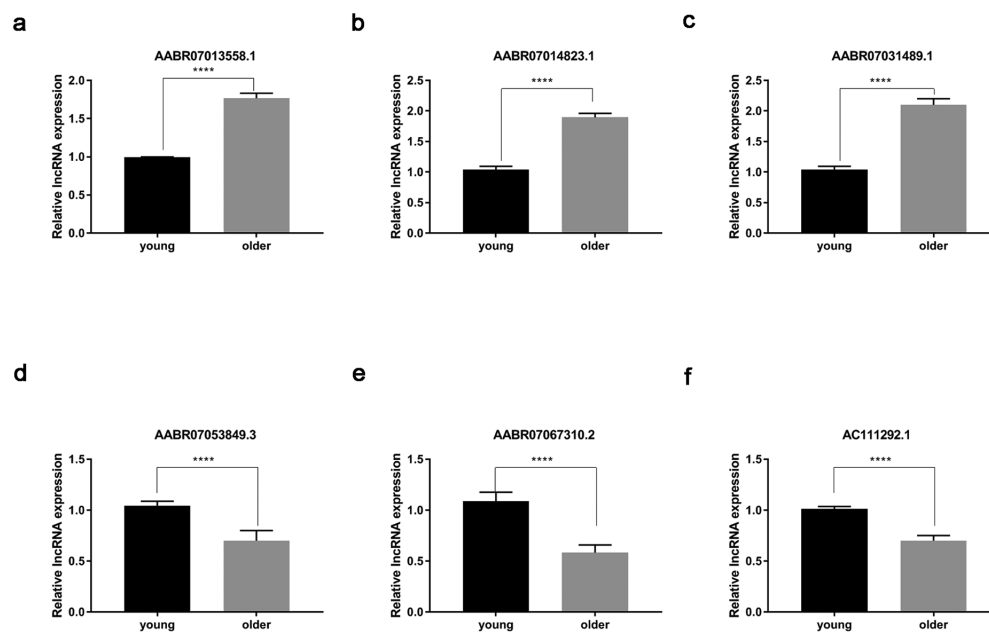 a
AABR07013558.1
****
Relative lncRNA expression
2.0
1.5
1.0
0.5
0.0
young older
b
AABR07014823.1
****
Relative lncRNA expression
2.5
2.0
1.5
1.0
0.5
0.0
young older
c
AABR07031489.1
****
Relative lncRNA expression
2.5
2.0
1.5
1.0
0.5
0.0
young older
d
AABR07053849.3
****
Relative lncRNA expression
1.5
1.0
0.5
0.0
young older
e
AABR07067310.2
****
Relative lncRNA expression
1.5
1.0
0.5
0.0
young older
f
AC111292.1
****
Relative lncRNA expression
1.5
1.0
0.5
0.0
young older